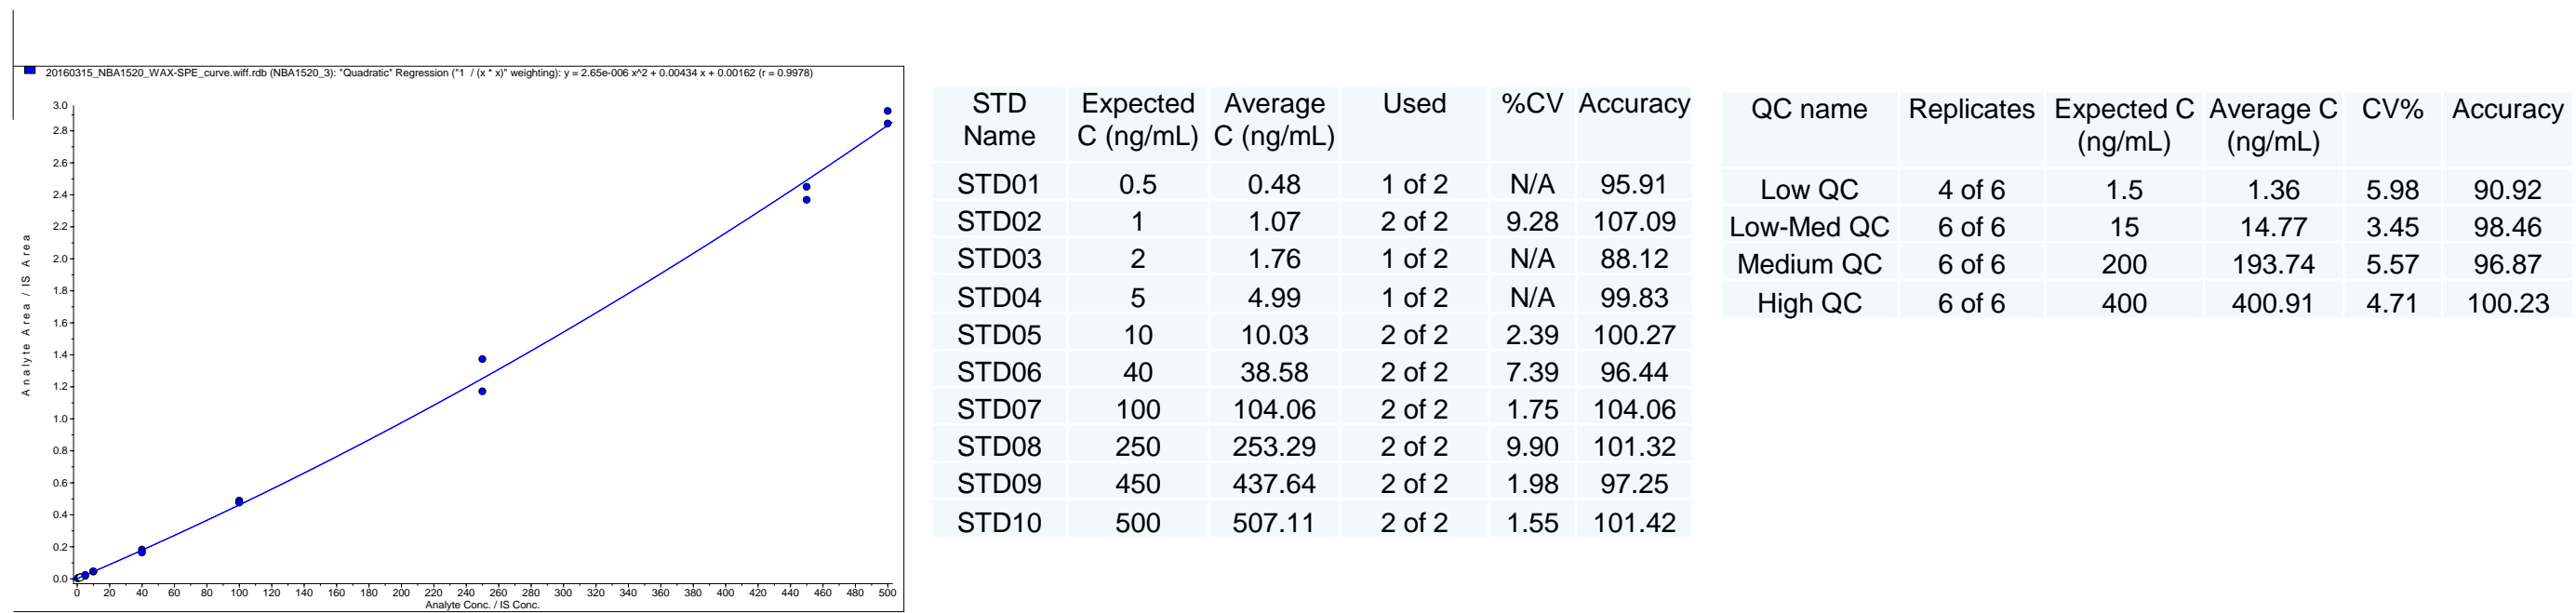 20160315_NBA1520_WAX-SPE_curve.wiff.rdb (NBA1520_3): "Quadratic" Regression ("1 / (x * x)" weighting): y = 2.65e-006 x^2 + 0.00434 x + 0.00162 (r = 0.9978)
3.0
2.8
2.6
2.4
2.2
2.0
1.8
1.6
1.4
1.2
1.0
0.8
0.6
0.4
0.2
0.0
Analyte Area / IS Area
0 20 40 60 80 100 120 140 160 180 200 220 240 260 280 300 320 340 360 380 400 420 440 460 480 500
Analyte Conc. / IS Conc.
STD Name Expected C (ng/mL) Average C (ng/mL) Used %CV Accuracy
STD01 0.5 0.48 1 of 2 N/A 95.91
STD02 1 1.07 2 of 2 9.28 107.09
STD03 2 1.76 1 of 2 N/A 88.12
STD04 5 4.99 1 of 2 N/A 99.83
STD05 10 10.03 2 of 2 2.39 100.27
STD06 40 38.58 2 of 2 7.39 96.44
STD07 100 104.06 2 of 2 1.75 104.06
STD08 250 253.29 2 of 2 9.90 101.32
STD09 450 437.64 2 of 2 1.98 97.25
STD10 500 507.11 2 of 2 1.55 101.42
QC name Replicates Expected C (ng/mL) Average C (ng/mL) CV% Accuracy
Low QC 4 of 6 1.5 1.36 5.98 90.92
Low-Med QC 6 of 6 15 14.77 3.45 98.46
Medium QC 6 of 6 200 193.74 5.57 96.87
High QC 6 of 6 400 400.91 4.71 100.23